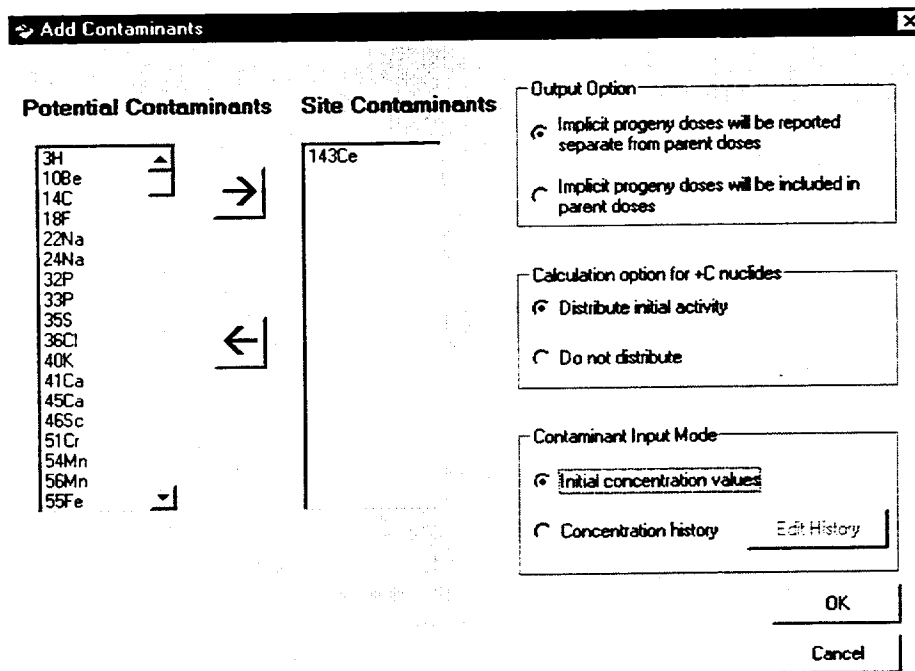 Add Contaminants
Potential Contaminants
3H
10Be
14C
18F
22Na
24Na
32P
33P
35S
36Cl
40K
41Ca
45Ca
46Sc
51Cr
54Mn
56Mn
55Fe
Site Contaminants
143Ce
Output Option
Implicit progeny doses will be reported
separate from parent doses
Implicit progeny doses will be included in
parent doses
Calculation option for +C nuclides
Distribute initial activity
Do not distribute
Contaminant Input Mode
Initial concentration values
Concentration history
Edit History
OK
Cancel